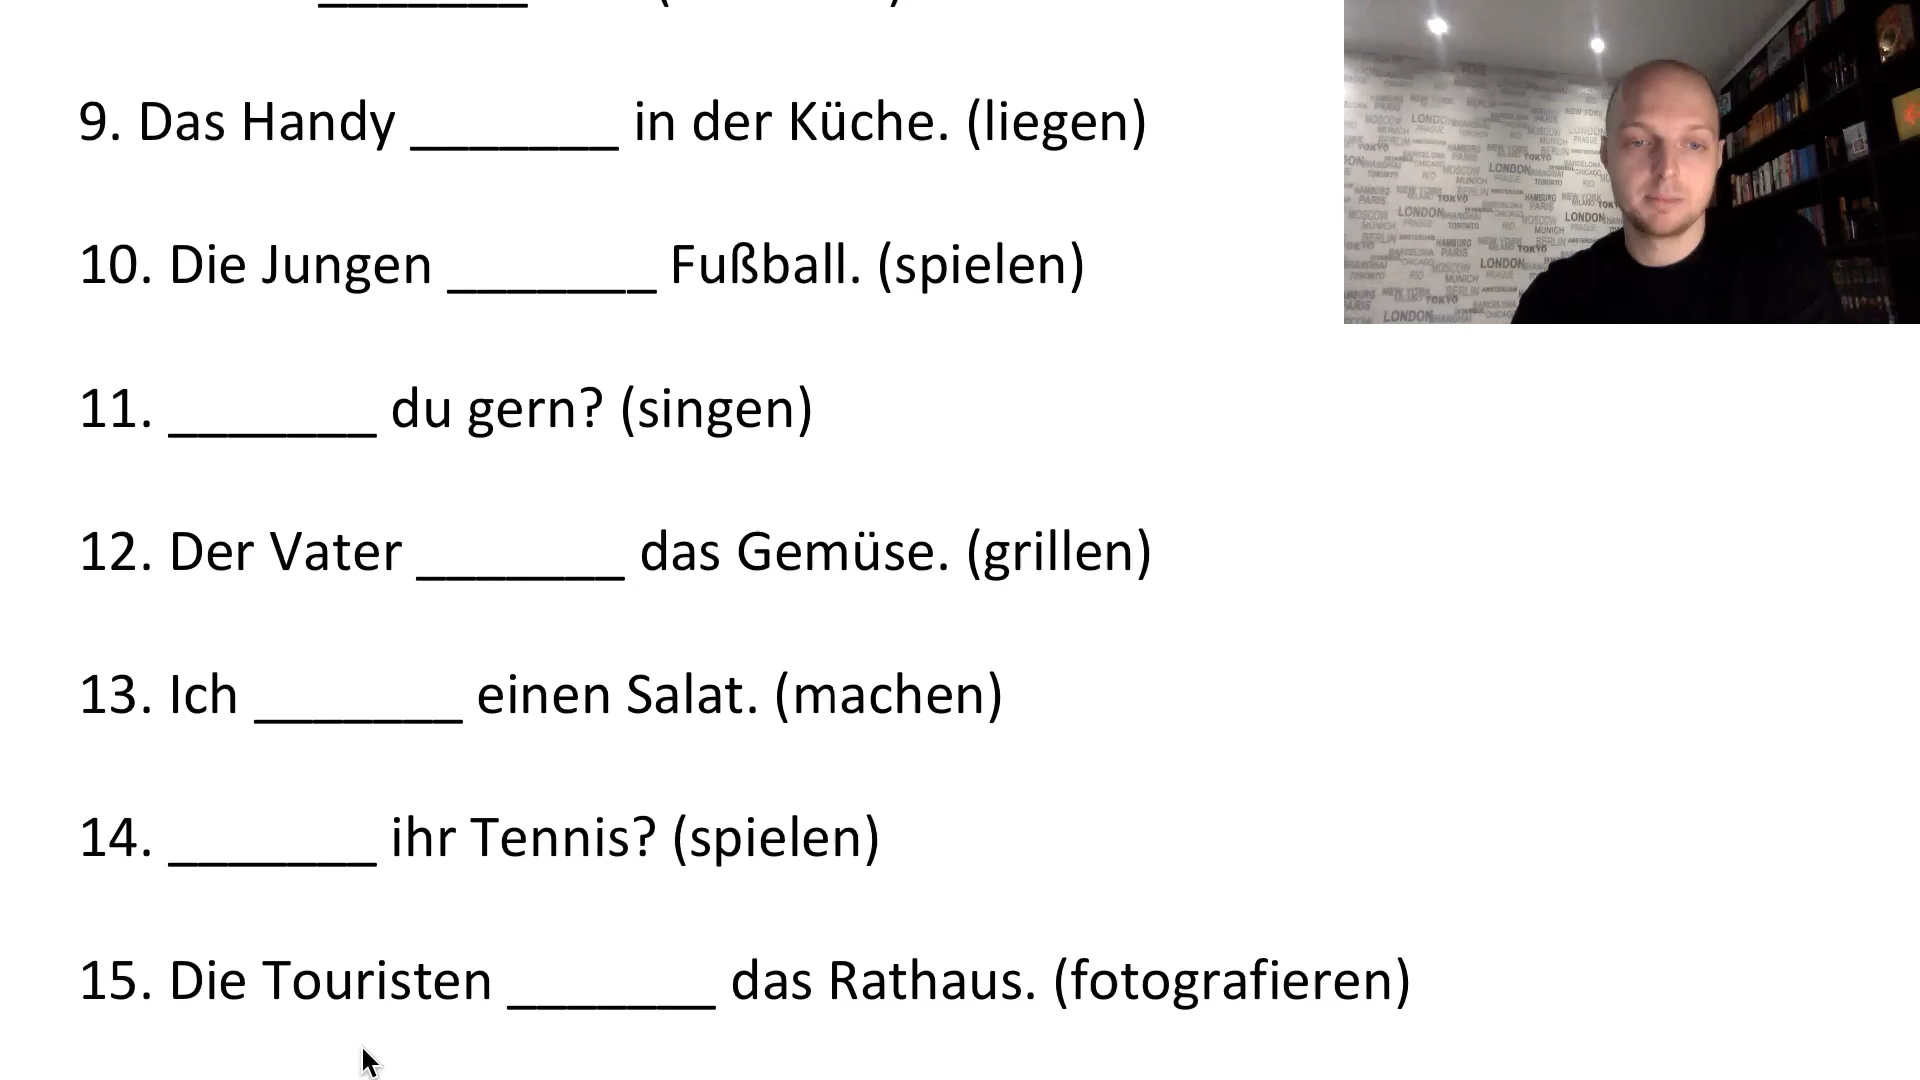 9. Das Handy _______ in der Küche. (liegen)
10. Die Jungen _______ Fußball. (spielen)
11. _______ du gern? (singen)
12. Der Vater _______ das Gemüse. (grillen)
13. Ich _______ einen Salat. (machen)
14. _______ ihr Tennis? (spielen)
15. Die Touristen _______ das Rathaus. (fotografieren)